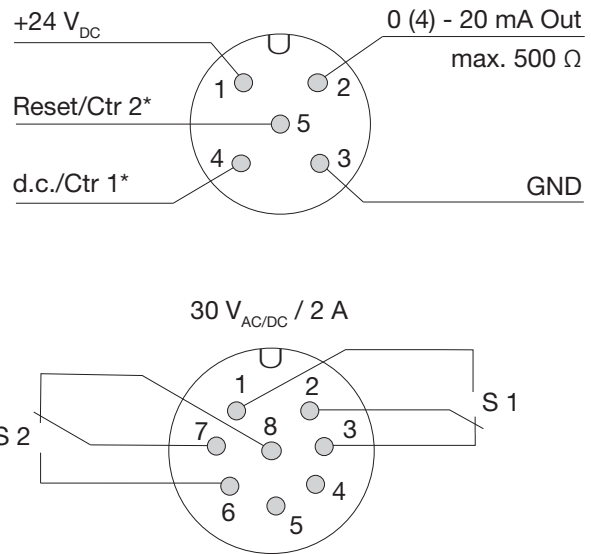 +24 V_DC
0 (4) - 20 mA Out
max. 500 Ω
1
2
Reset/Ctr 2*
5
4
3
d.c./Ctr 1*
GND
30 V_AC/DC / 2 A
1
2
S 1
7
8
3
S 2
6
4
5